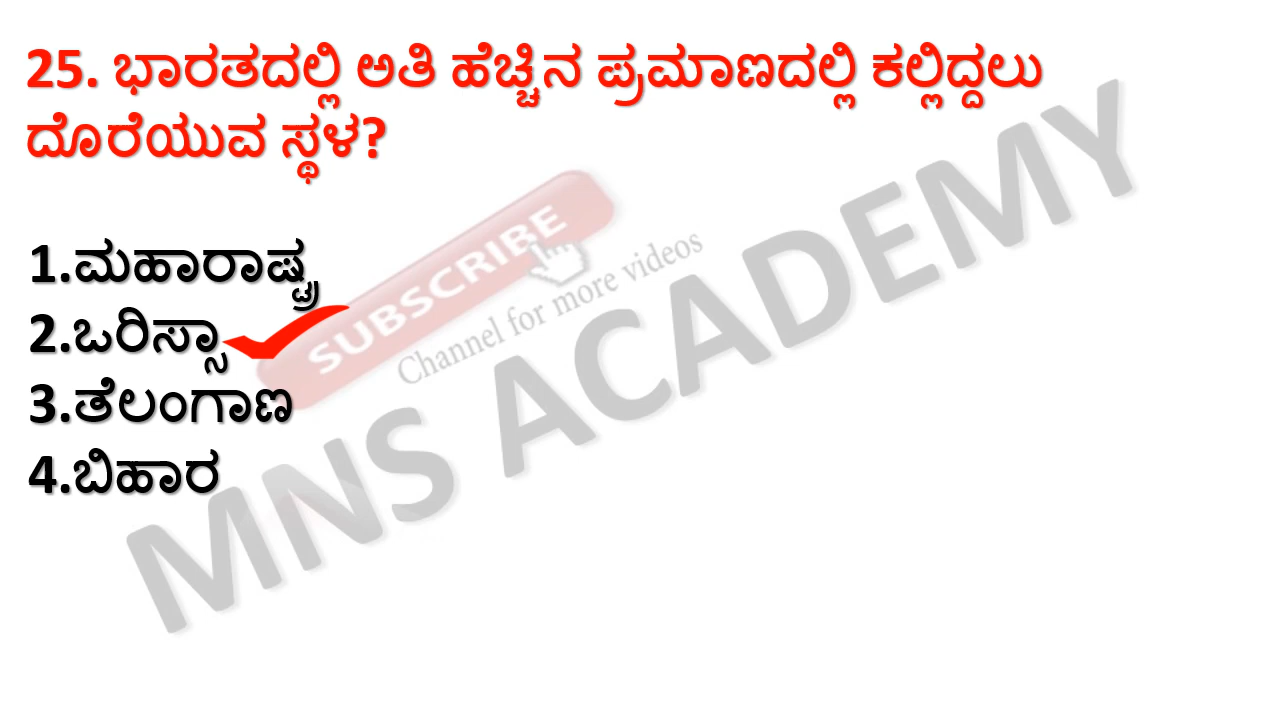 25. ಭಾರತದಲ್ಲಿ ಅತಿ ಹೆಚ್ಚಿನ ಪ್ರಮಾಣದಲ್ಲಿ ಕಲ್ಲಿದ್ದಲು
ದೊರೆಯುವ ಸ್ಥಳ?
1.ಮಹಾರಾಷ್ಟ್ರ
2.ಒರಿಸ್ಸಾ
3.ತೆಲಂಗಾಣ
4.ಬಿಹಾರ
SUBSCRIBE
Channel for more videos
MNS ACADEMY